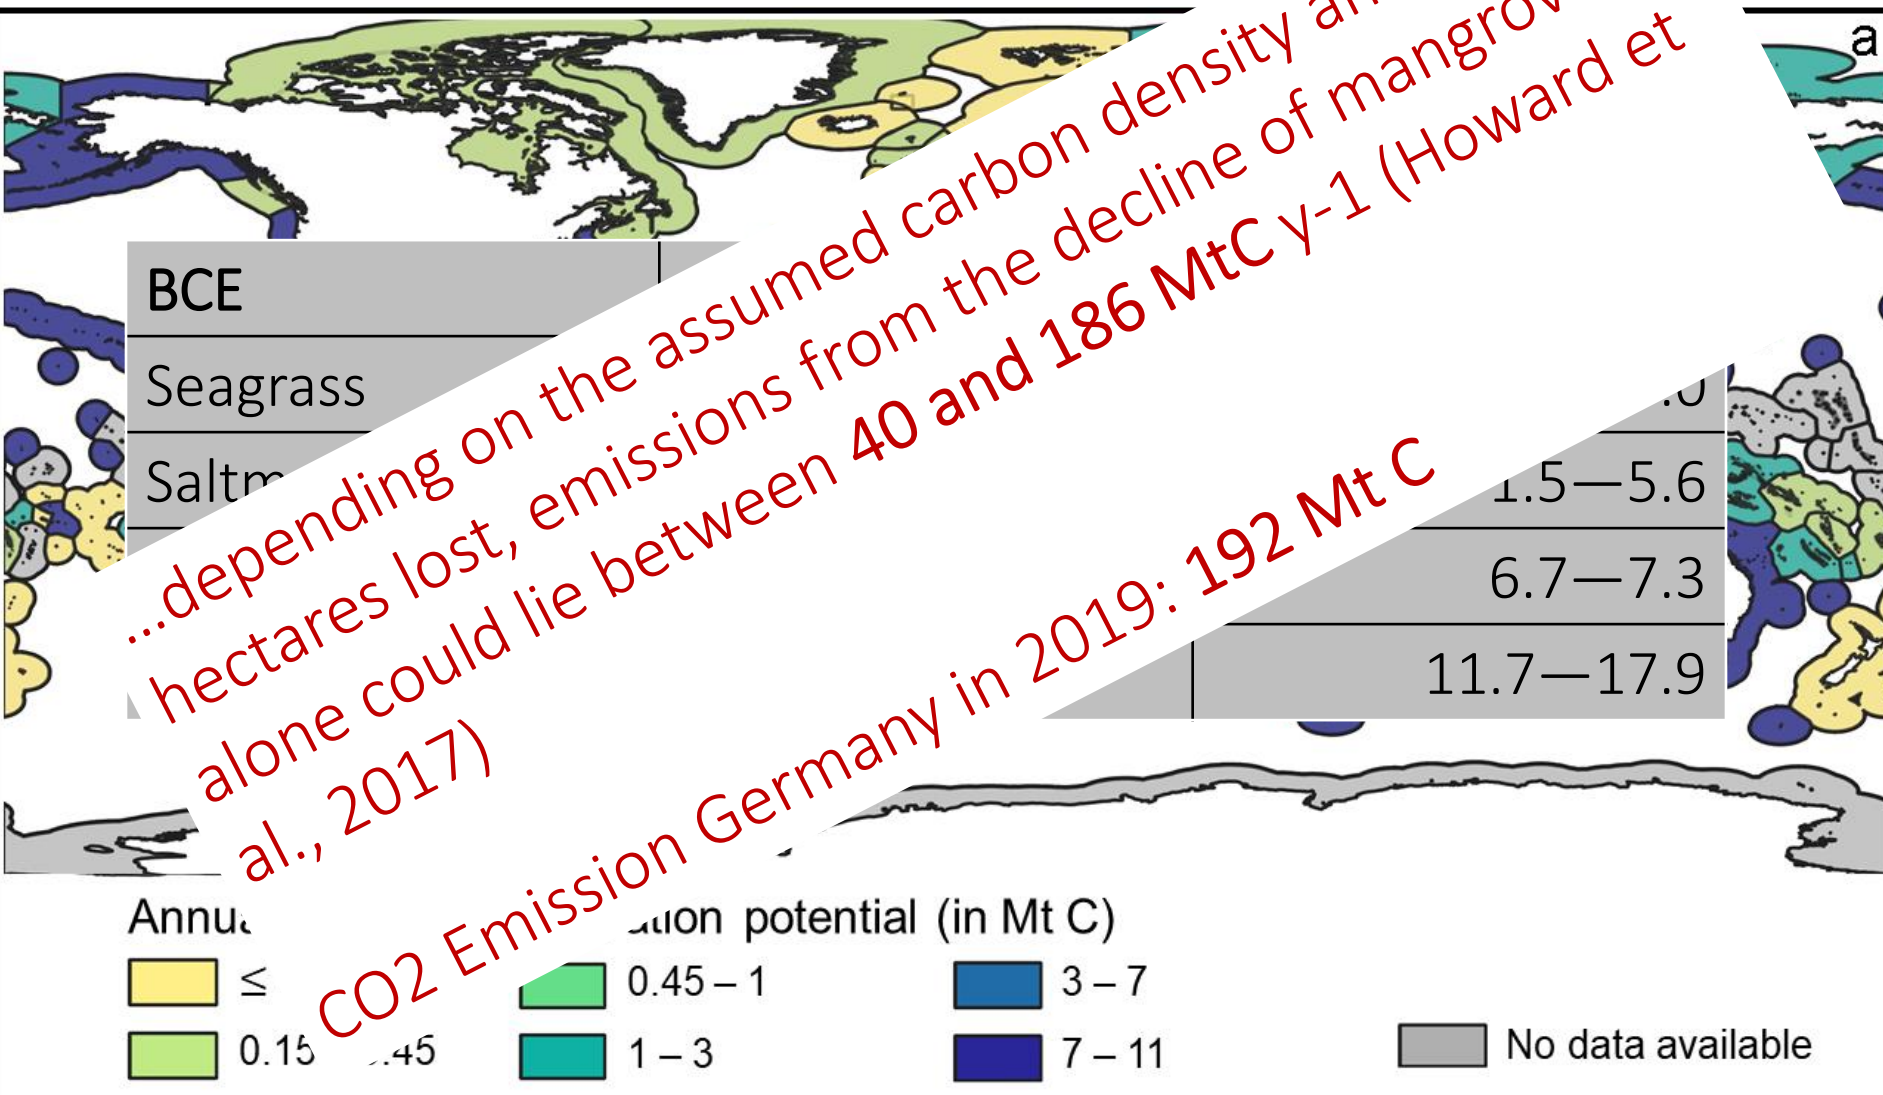 a
...depending on the assumed carbon density
hectares lost, emissions from the decline of
alone could lie between 40 and 186 MtC y-1 (Howard et
al., 2017)
CO2 Emission Germany in 2019: 192 Mt C
BCE
Seagrass
1.5—5.6
6.7—7.3
11.7—17.9
potential (in Mt C)
≤
0.45 – 1
3 – 7
1 – 3
7 – 11
No data available